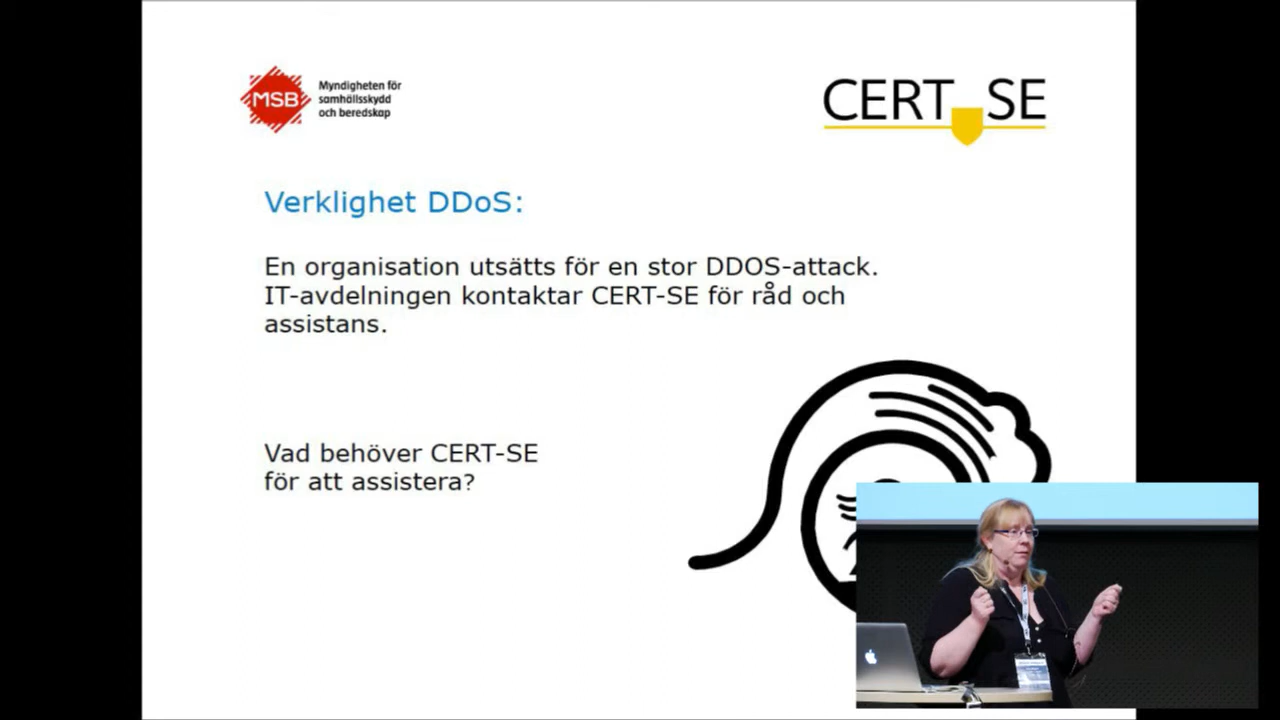 MSB
Myndigheten för
samhällsskydd
och beredskap
CERT SE
Verklighet DDoS:
En organisation utsätts för en stor DDOS-attack.
IT-avdelningen kontaktar CERT-SE för råd och
assistans.
Vad behöver CERT-SE
för att assistera?